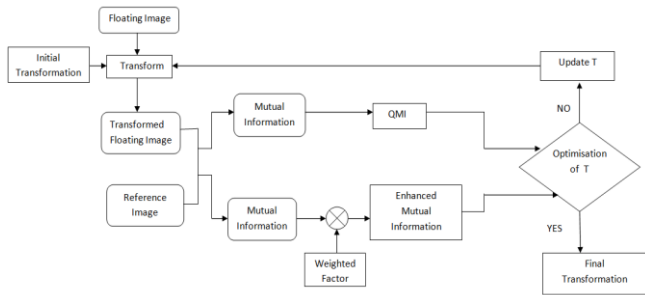 Floating Image
Initial
Transformation
Transform
Update T
Transformed
Floating Image
Mutual
Information
QMI
NO
Optimisation
of T
Reference
Image
Mutual
Information
Enhanced
Mutual
Information
YES
Weighted
Factor
Final
Transformation